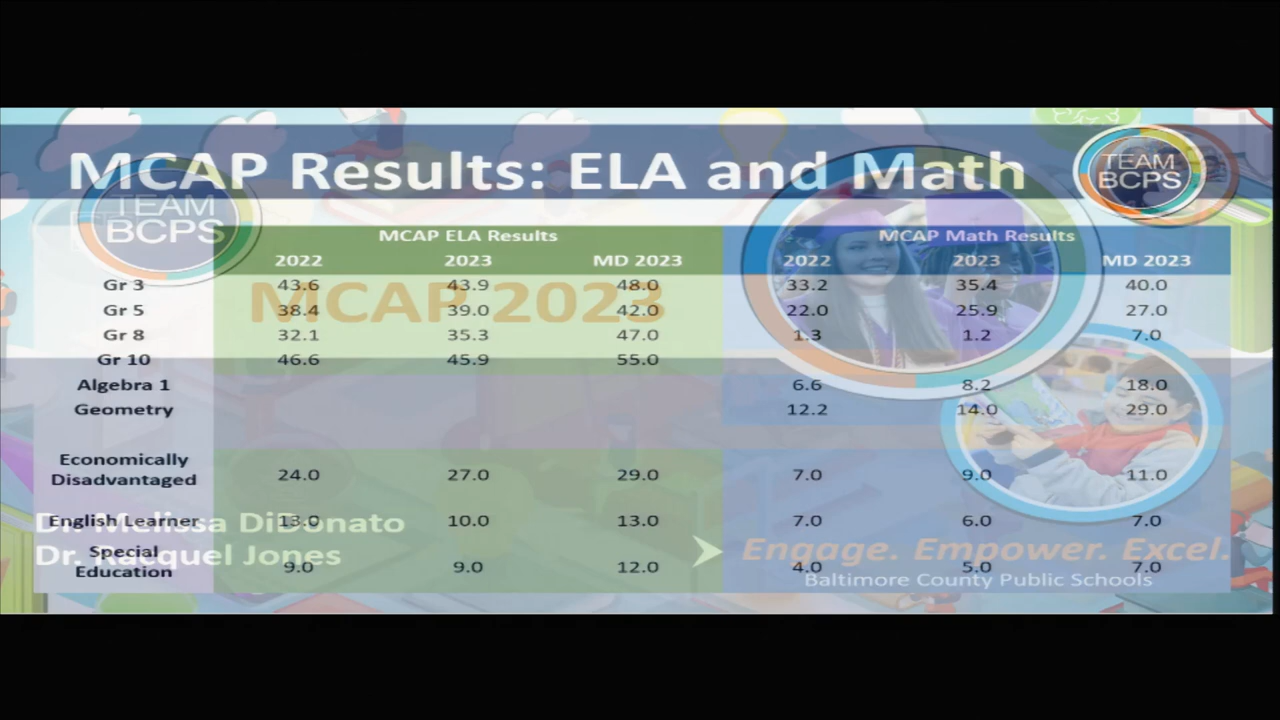 MCAP Results: ELA and Math
TEAM
BCPS
TEAM
BCPS
MCAP ELA Results MCAP Math Results
2022 2023 MD 2023 2022 2023 MD 2023
Gr 3 43.6 43.9 48.0 33.2 35.4 40.0
MCAP 2023
Gr 5 38.4 39.0 42.0 22.0 25.9 27.0
Gr 8 32.1 35.3 47.0 1.3 1.2 7.0
Gr 10 46.6 45.9 55.0
Algebra 1 6.6 8.2 18.0
Geometry 12.2 14.0 29.0
Economically
Disadvantaged 24.0 27.0 29.0 7.0 9.0 11.0
English Learner 13.0 10.0 13.0 7.0 6.0 7.0
Dr. Melissa DiDonato
Special
Education 9.0 9.0 12.0 4.0 5.0 7.0
Dr. Racquel Jones
Engage. Empower. Excel.
Baltimore County Public Schools